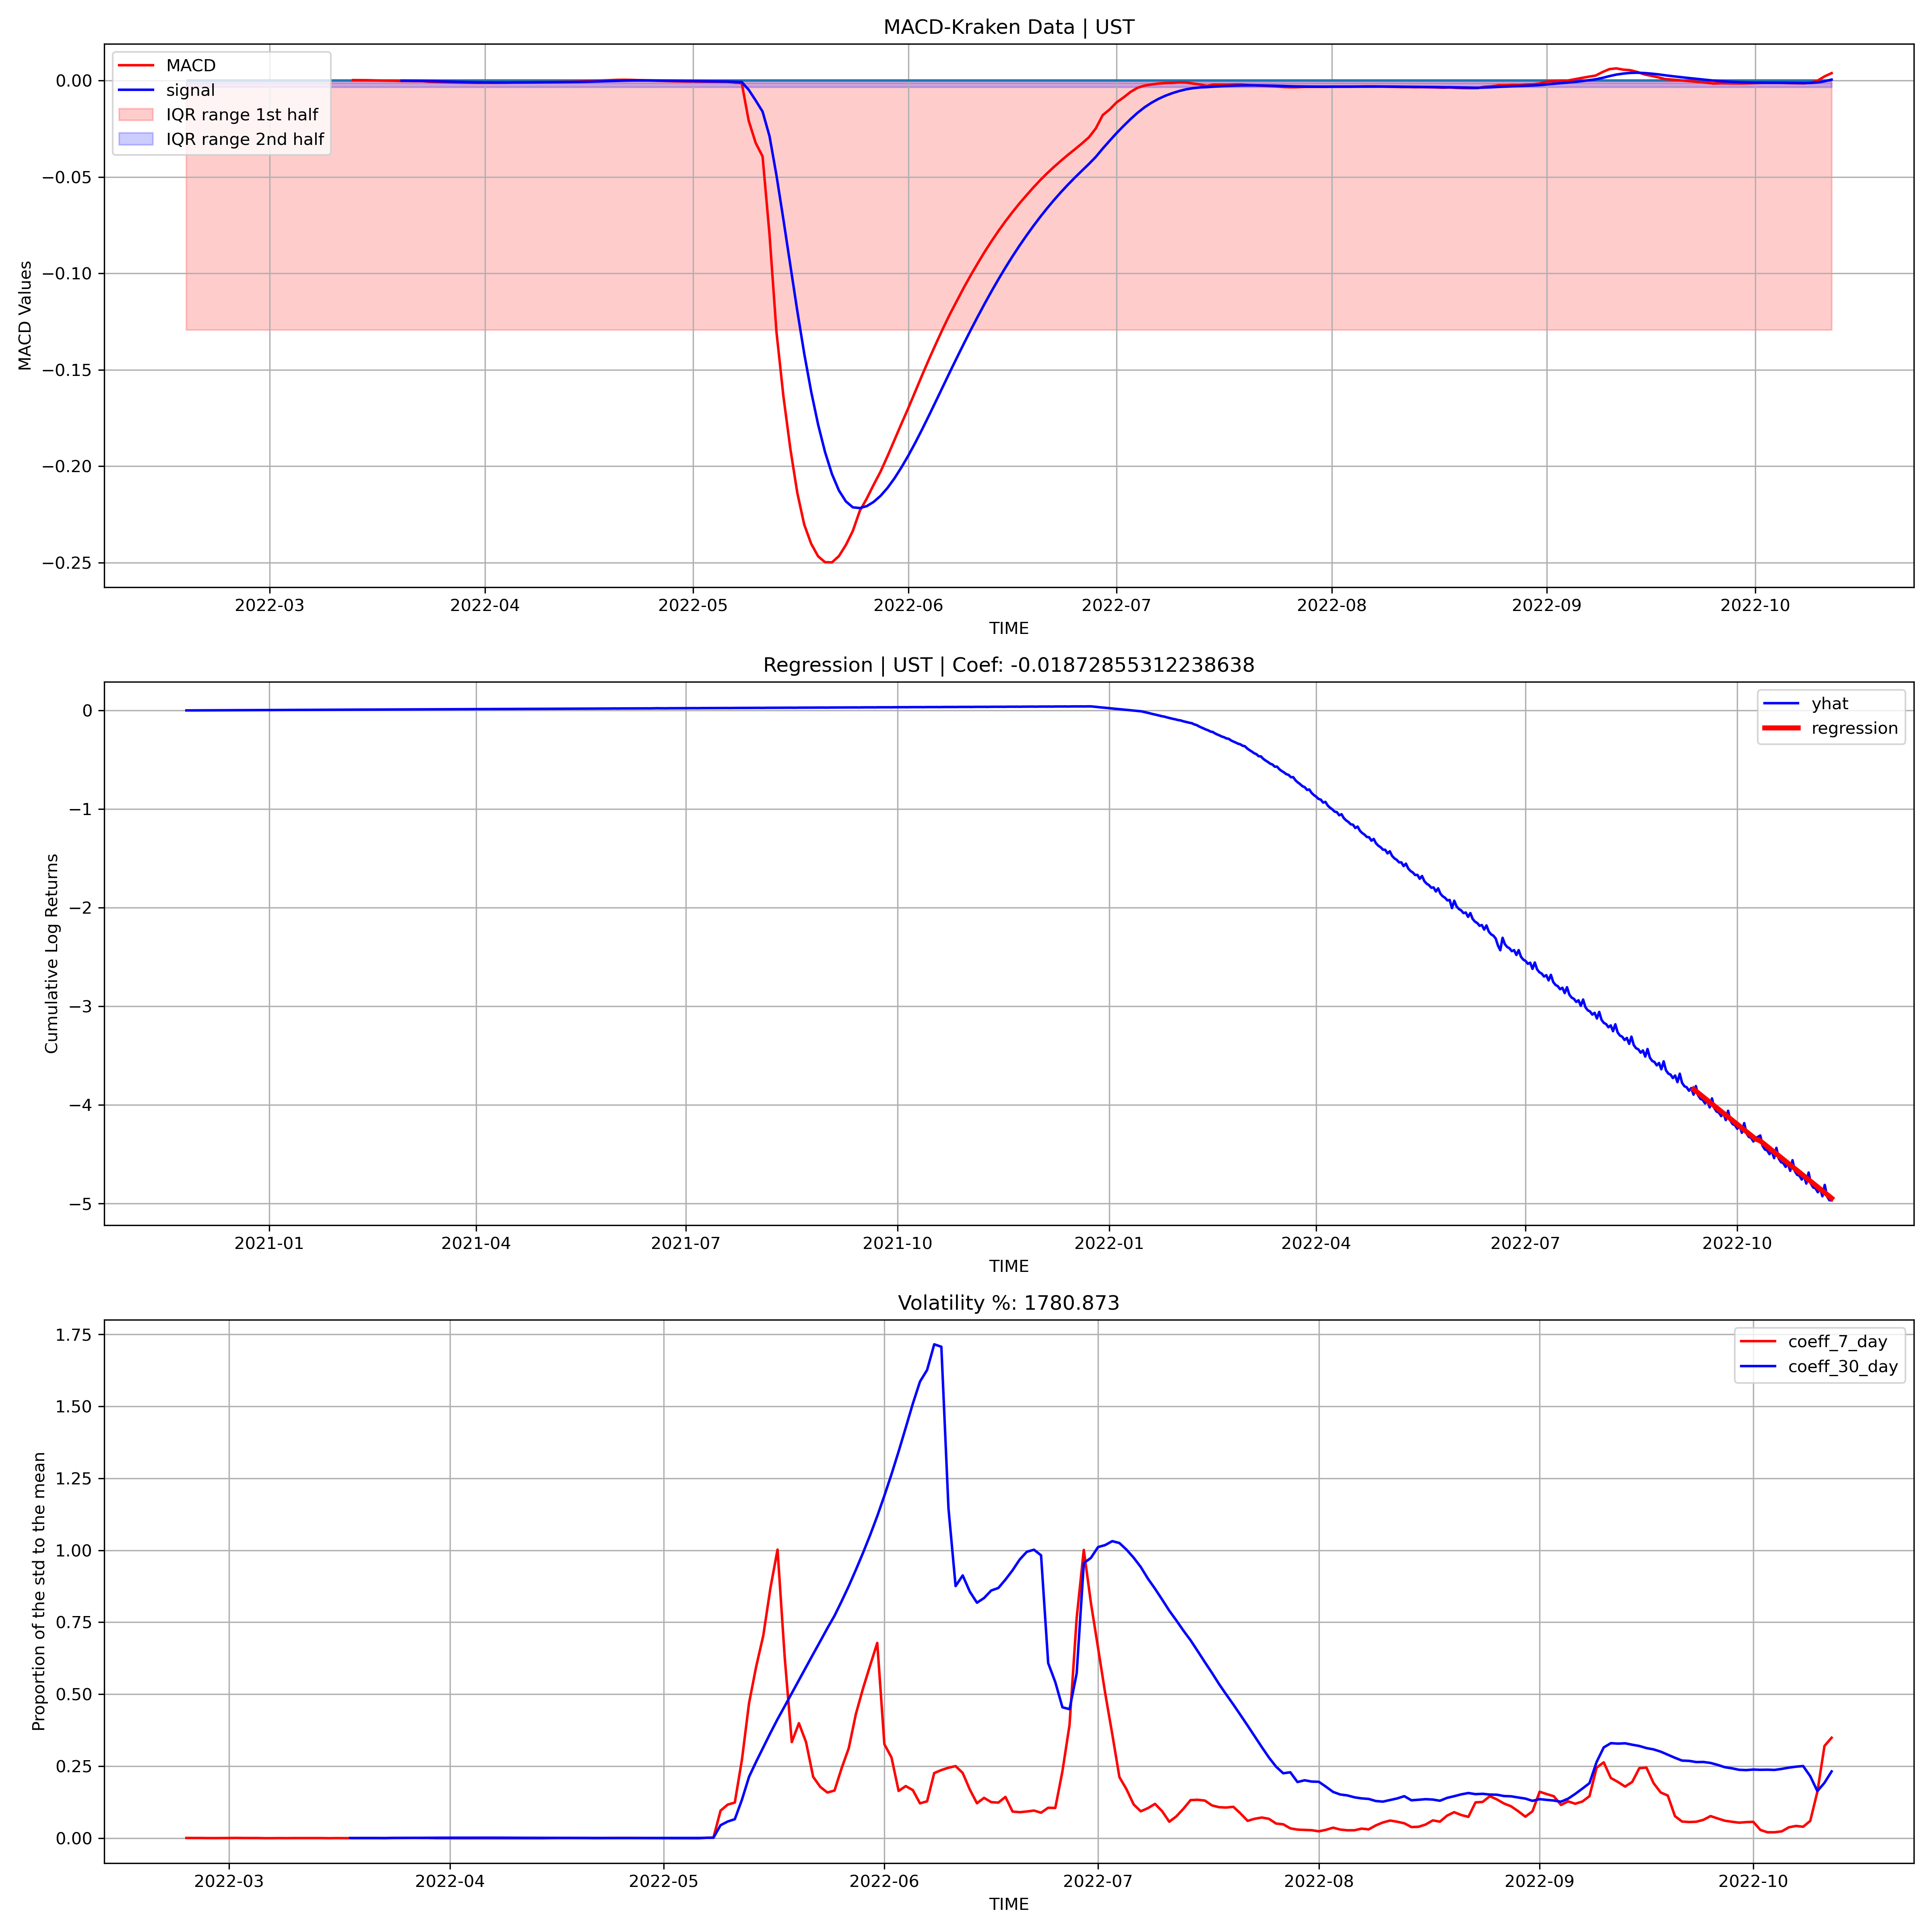 MACD-Kraken Data | UST
MACD
signal
IQR range 1st half
IQR range 2nd half
0.00
−0.05
−0.10
−0.15
−0.20
−0.25
MACD Values
2022-03 2022-04 2022-05 2022-06 2022-07 2022-08 2022-09 2022-10
TIME
Regression | UST | Coef: -0.01872855312238638
yhat
regression
0
−1
−2
−3
−4
−5
Cumulative Log Returns
2021-01 2021-04 2021-07 2021-10 2022-01 2022-04 2022-07 2022-10
TIME
Volatility %: 1780.873
coeff_7_day
coeff_30_day
1.75
1.50
1.25
1.00
0.75
0.50
0.25
0.00
Proportion of the std to the mean
2022-03 2022-04 2022-05 2022-06 2022-07 2022-08 2022-09 2022-10
TIME